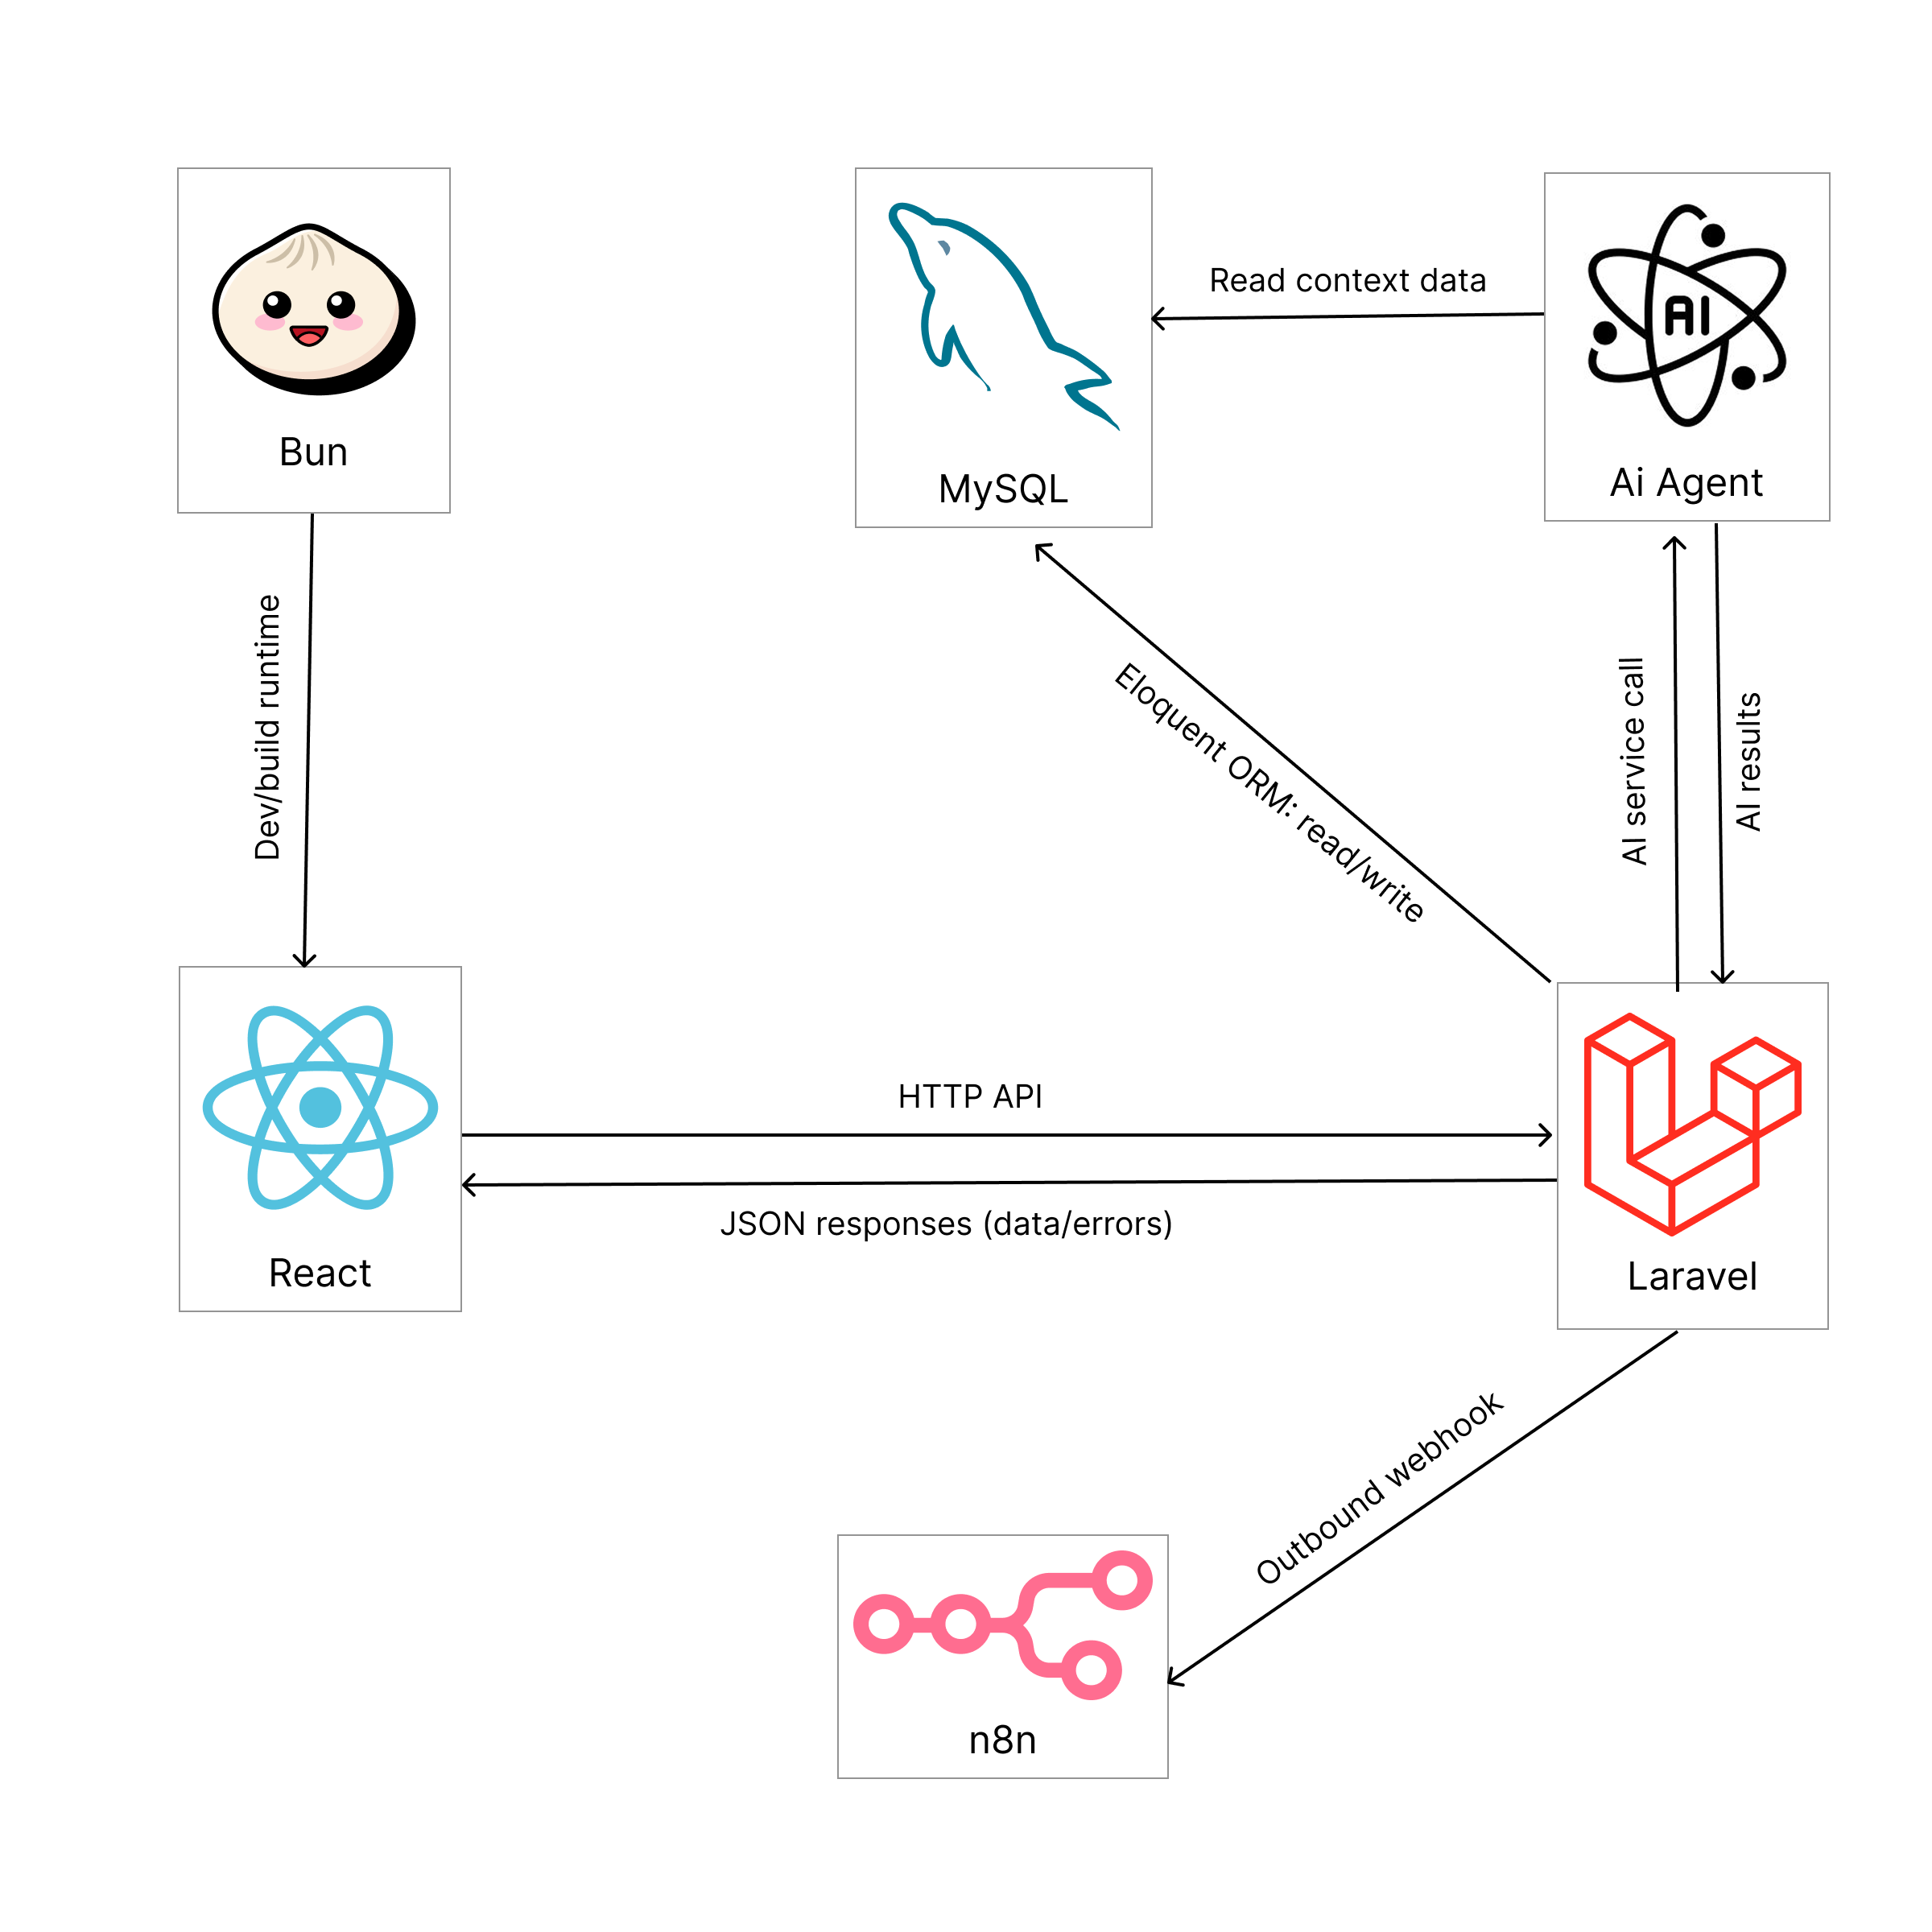 Bun
MySQL
Read context data
AI
Ai Agent
Dev/build runtime
Eloquent ORM: read/write
AI service call
AI results
React
HTTP API
JSON responses (data/errors)
Laravel
Outbound webhook
n8n